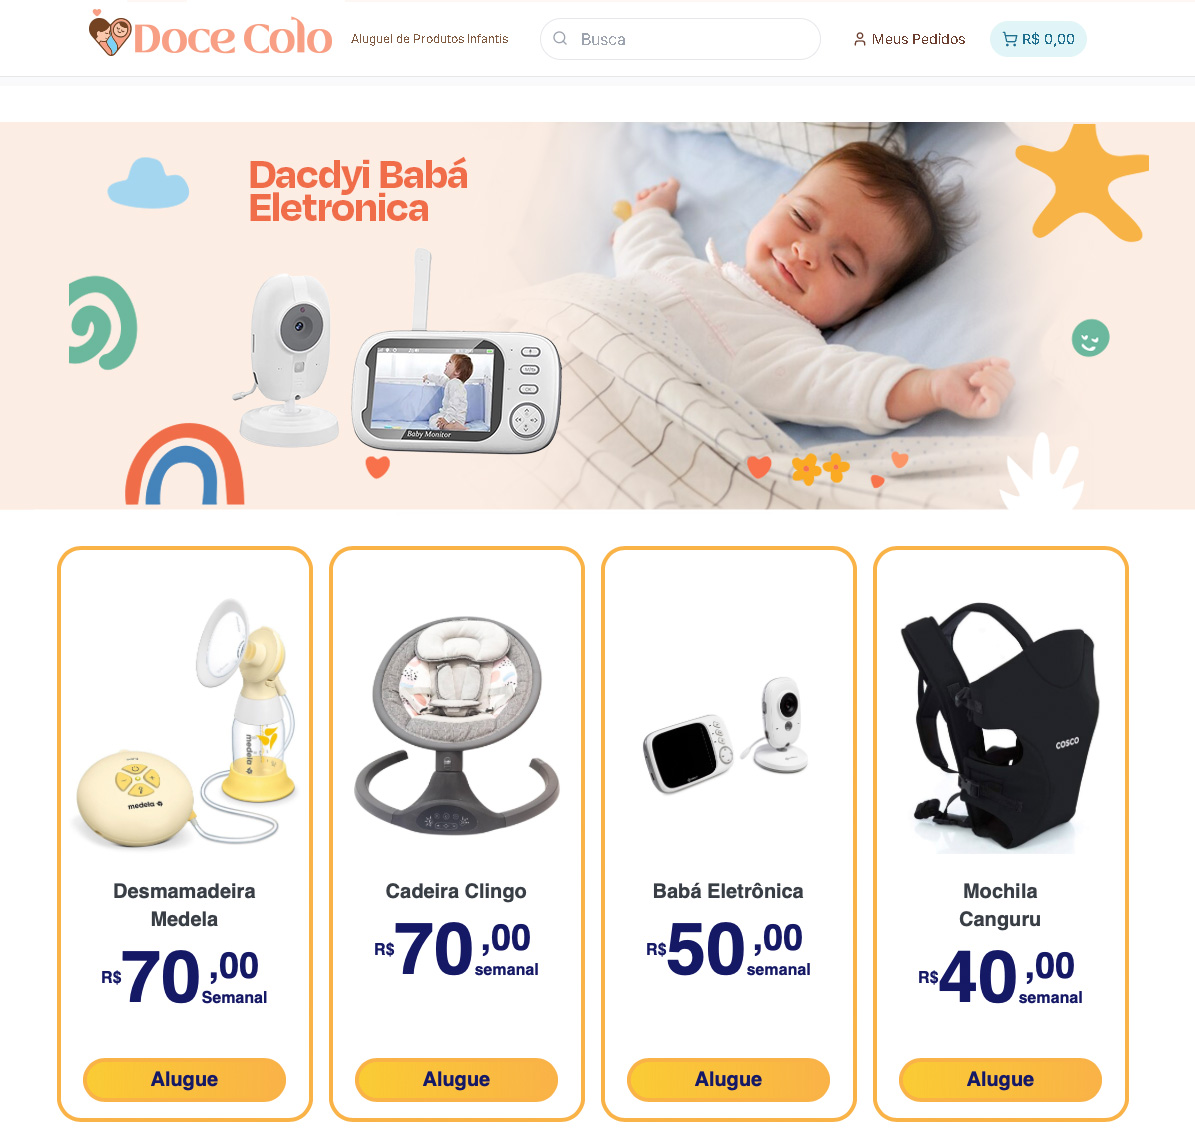 Doce Colo
Aluguel de Produtos Infantis
Busca
Meus Pedidos
R$ 0,00
Dacdyi Babá
Eletronica
OK
Baby Monitor
medela
medela
COSCO
Desmamadeira
Medela
R$70,00
Semanal
Alugue
Cadeira Clingo
R$70,00
semanal
Alugue
Babá Eletrônica
R$50,00
semanal
Alugue
Mochila
Canguru
R$40,00
semanal
Alugue